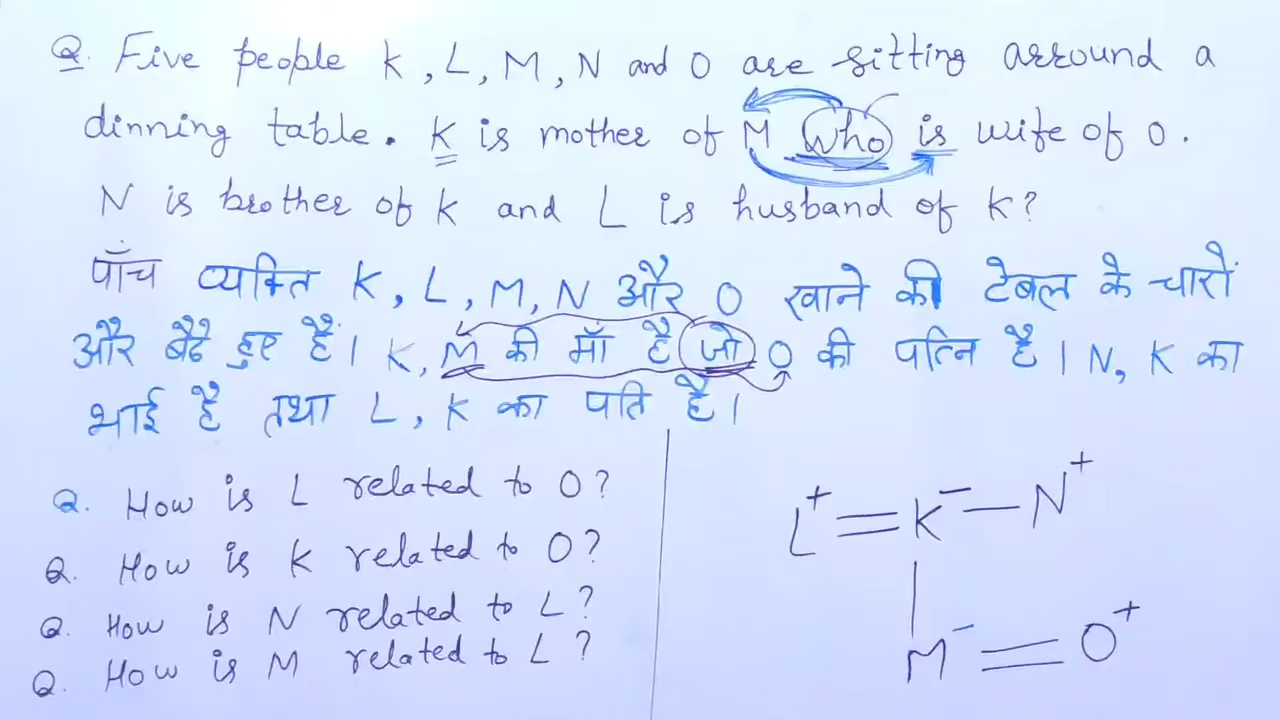 Q. Five people K, L, M, N and O are sitting arround a
dinning table. K is mother of M who is wife of O.
N is brother of K and L is husband of K?
पाँच व्यक्ति K, L, M, N और O खाने की टेबल के चारों
और बैठे हुए हैं। K, M की माँ है जो O की पत्नि है। N, K का
भाई है तथा L, K का पति है।
Q. How is L related to O?
Q. How is K related to O?
Q. How is N related to L?
Q. How is M related to L?
L+ = K- — N+
M- = O+